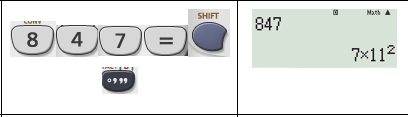 CONV SHIFT
8 4 7 =
FACT B
° ' "
Math ▲
847
7×11²